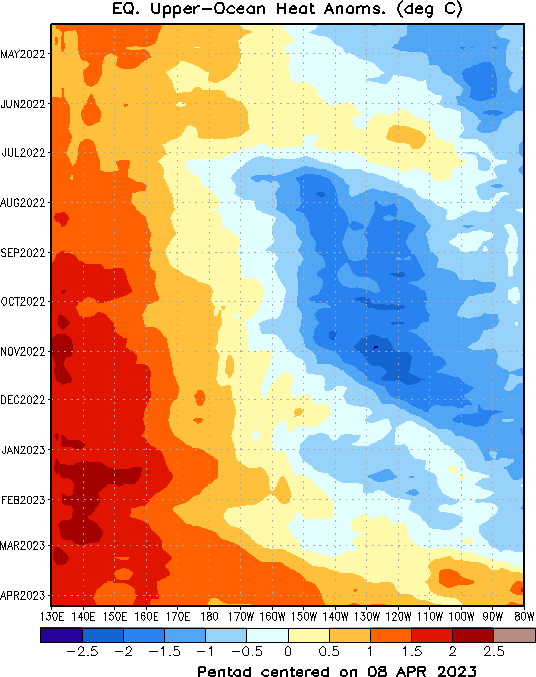 EQ. Upper-Ocean Heat Anoms. (deg C)
MAY2022
JUN2022
JUL2022
AUG2022
SEP2022
OCT2022
NOV2022
DEC2022
JAN2023
FEB2023
MAR2023
APR2023
130E 140E 150E 160E 170E 180 170W 160W 150W 140W 130W 120W 110W 100W 90W 80W
-2.5 -2 -1.5 -1 -0.5 0 0.5 1 1.5 2 2.5
Pentad centered on 08 APR 2023